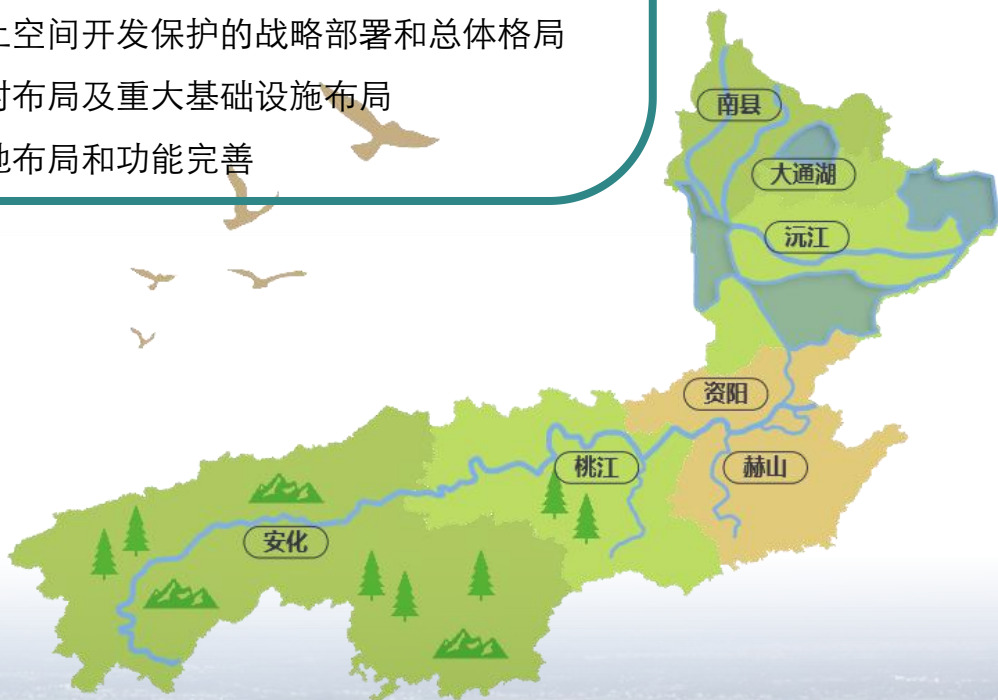 空间开发保护的战略部署和总体格局
布局及重大基础设施布局
布局和功能完善
南县
大通湖
沅江
资阳
桃江
赫山
安化